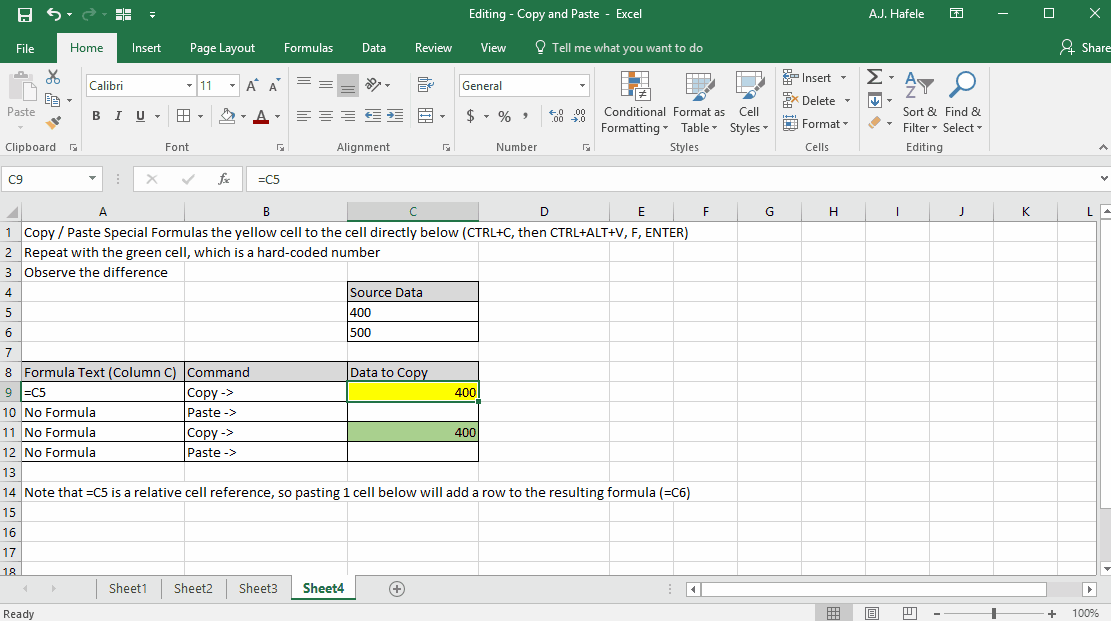 Editing - Copy and Paste - Excel
A.J. Hafele
File Home Insert Page Layout Formulas Data Review View Tell me what you want to do Share
Paste
Calibri 11
B I U A
General
$ % ,
Conditional Formatting
Format as Table
Cell Styles
Insert
Delete
Format
Sort & Filter
Find & Select
Clipboard Font Alignment Number Styles Cells Editing
C9 fx =C5
A B C D E F G H I J K L
1 Copy / Paste Special Formulas the yellow cell to the cell directly below (CTRL+C, then CTRL+ALT+V, F, ENTER)
2 Repeat with the green cell, which is a hard-coded number
3 Observe the difference
4 Source Data
5 400
6 500
7
8 Formula Text (Column C) Command Data to Copy
9 =C5 Copy -> 400
10 No Formula Paste ->
11 No Formula Copy -> 400
12 No Formula Paste ->
13
14 Note that =C5 is a relative cell reference, so pasting 1 cell below will add a row to the resulting formula (=C6)
15
16
17
18
Sheet1 Sheet2 Sheet3 Sheet4
Ready 100%